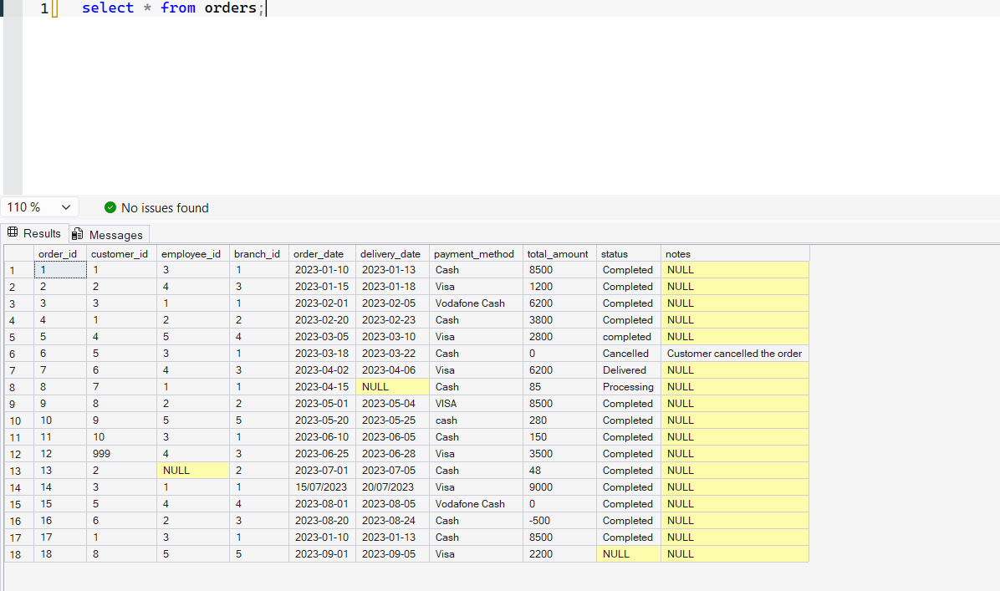 1 select * from orders;
110 % No issues found
Results Messages
order_id customer_id employee_id branch_id order_date delivery_date payment_method total_amount status notes
1 1 1 3 1 2023-01-10 2023-01-13 Cash 8500 Completed NULL
2 2 2 4 3 2023-01-15 2023-01-18 Visa 1200 Completed NULL
3 3 3 1 1 2023-02-01 2023-02-05 Vodafone Cash 6200 Completed NULL
4 4 1 2 2 2023-02-20 2023-02-23 Cash 3800 Completed NULL
5 5 4 5 4 2023-03-05 2023-03-10 Visa 2800 completed NULL
6 6 5 3 1 2023-03-18 2023-03-22 Cash 0 Cancelled Customer cancelled the order
7 7 6 4 3 2023-04-02 2023-04-06 Visa 6200 Delivered NULL
8 8 7 1 1 2023-04-15 NULL Cash 85 Processing NULL
9 9 8 2 2 2023-05-01 2023-05-04 VISA 8500 Completed NULL
10 10 9 5 5 2023-05-20 2023-05-25 cash 280 Completed NULL
11 11 10 3 1 2023-06-10 2023-06-05 Cash 150 Completed NULL
12 12 999 4 3 2023-06-25 2023-06-28 Visa 3500 Completed NULL
13 13 2 NULL 2 2023-07-01 2023-07-05 Cash 48 Completed NULL
14 14 3 1 1 15/07/2023 20/07/2023 Visa 9000 Completed NULL
15 15 5 4 4 2023-08-01 2023-08-05 Vodafone Cash 0 Completed NULL
16 16 6 2 3 2023-08-20 2023-08-24 Cash -500 Completed NULL
17 17 1 3 1 2023-01-10 2023-01-13 Cash 8500 Completed NULL
18 18 8 5 5 2023-09-01 2023-09-05 Visa 2200 NULL NULL